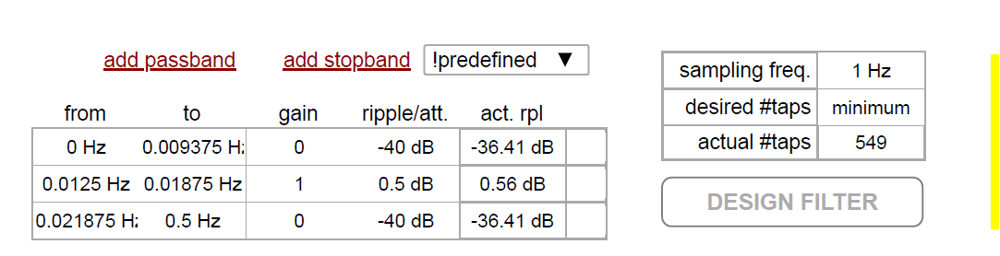 add passband add stopband !predefined ▼
sampling freq. 1 Hz
desired #taps minimum
actual #taps 549
DESIGN FILTER
from to gain ripple/att. act. rpl
0 Hz 0.009375 H 0 -40 dB -36.41 dB
0.0125 Hz 0.01875 Hz 1 0.5 dB 0.56 dB
0.021875 H 0.5 Hz 0 -40 dB -36.41 dB